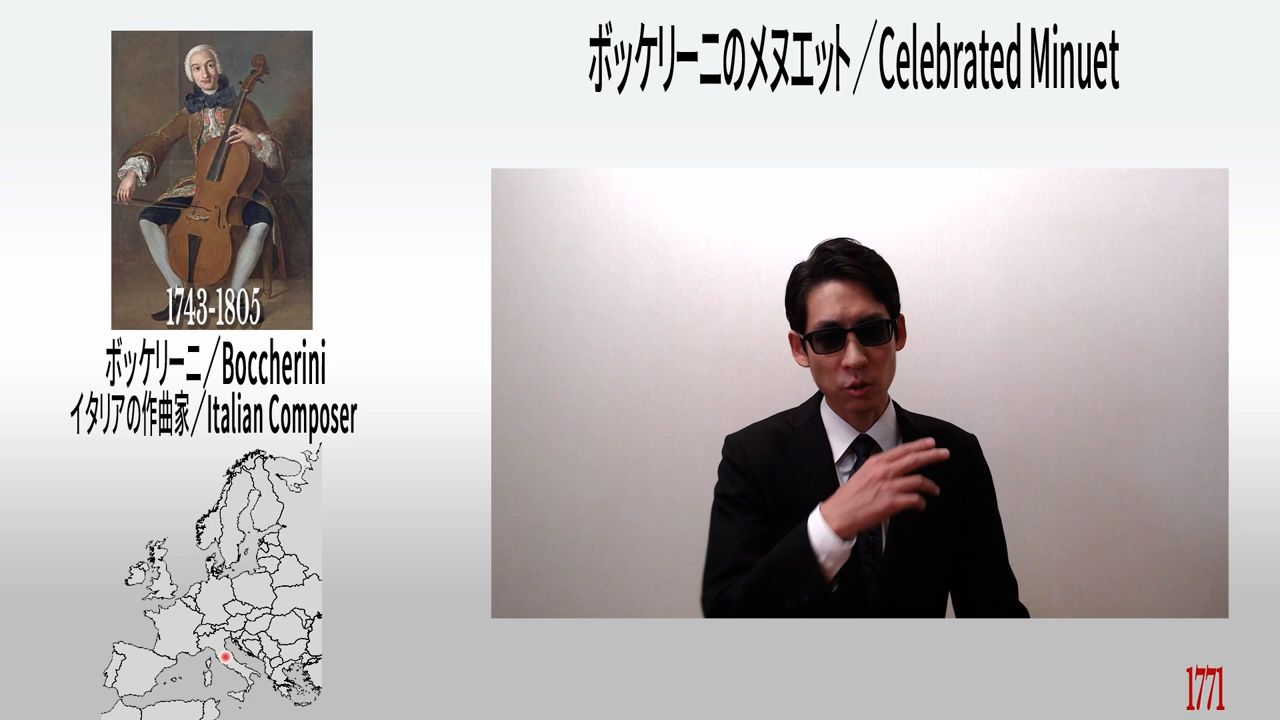 ボッケリーニのメヌエット／Celebrated Minuet
1743-1805
ボッケリーニ／Boccherini
イタリアの作曲家／Italian Composer
1771